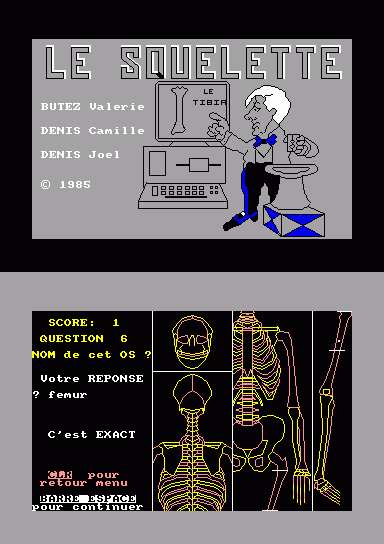 LE SQUELETTE
LE
TIBIA
BUTEZ Valerie
DENIS Camille
DENIS Joel
© 1985
SCORE: 1
QUESTION 6
NOM de cet OS ?
Votre REPONSE
? femur
C'est EXACT
CLR pour
retour menu
BARRE ESPACE
pour continuer